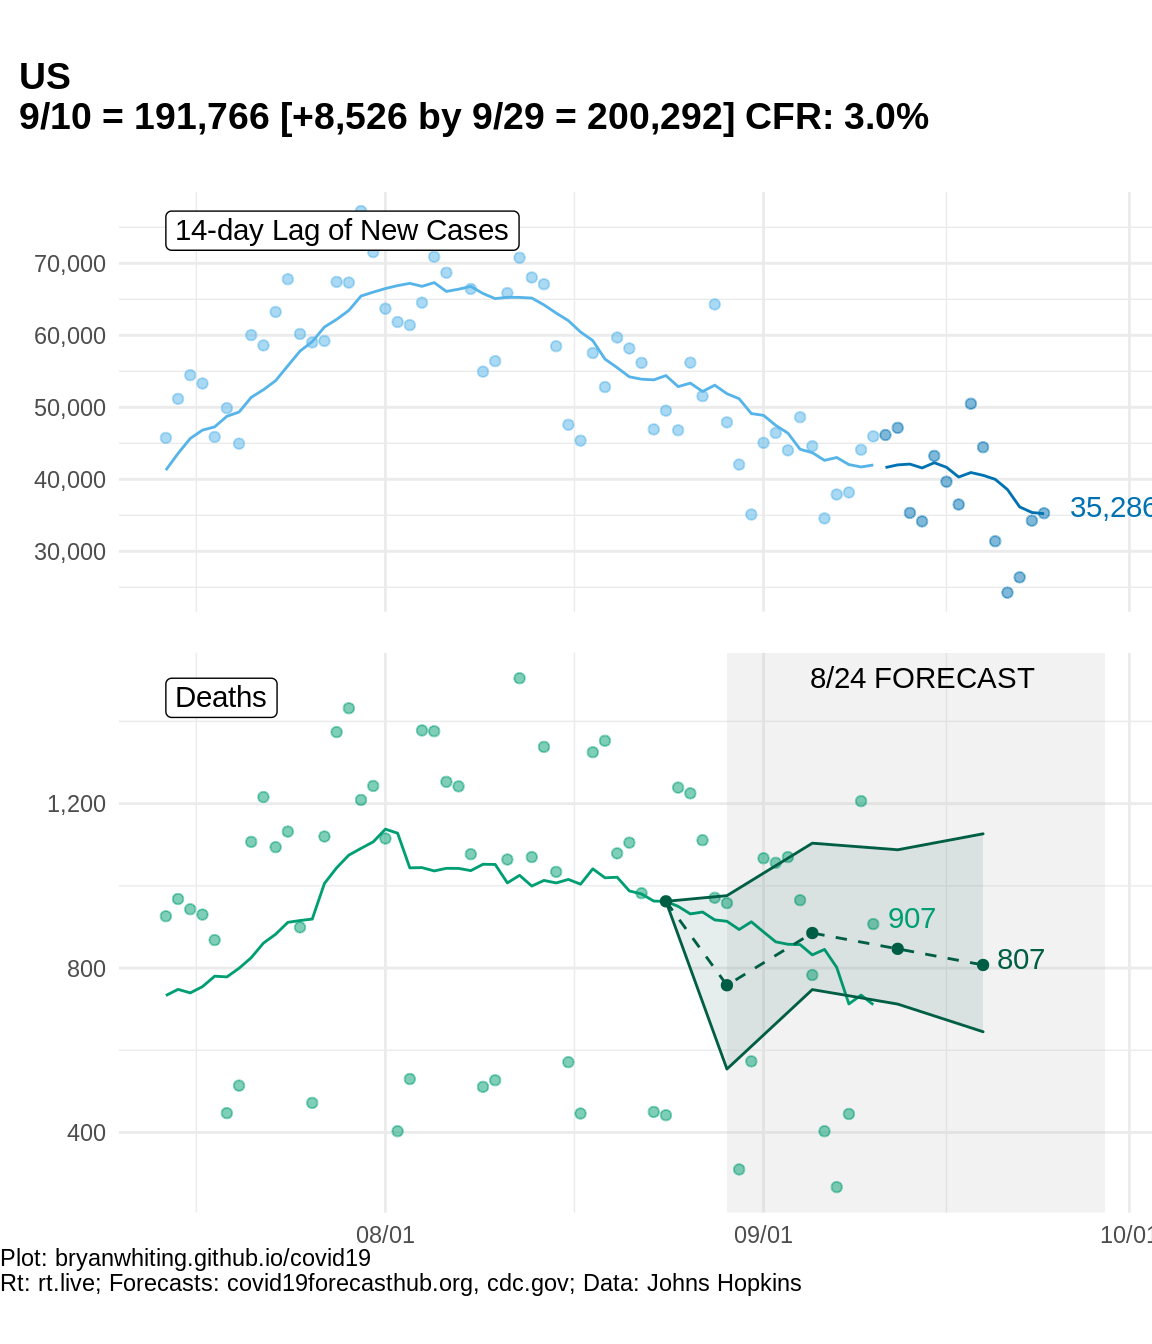 US
9/10 = 191,766 [+8,526 by 9/29 = 200,292] CFR: 3.0%
14-day Lag of New Cases
70,000
60,000
50,000
40,000
30,000
35,286
Deaths
8/24 FORECAST
1,200
800
400
907
807
08/01
09/01
10/01
Plot: bryanwhiting.github.io/covid19
Rt: rt.live; Forecasts: covid19forecasthub.org, cdc.gov; Data: Johns Hopkins